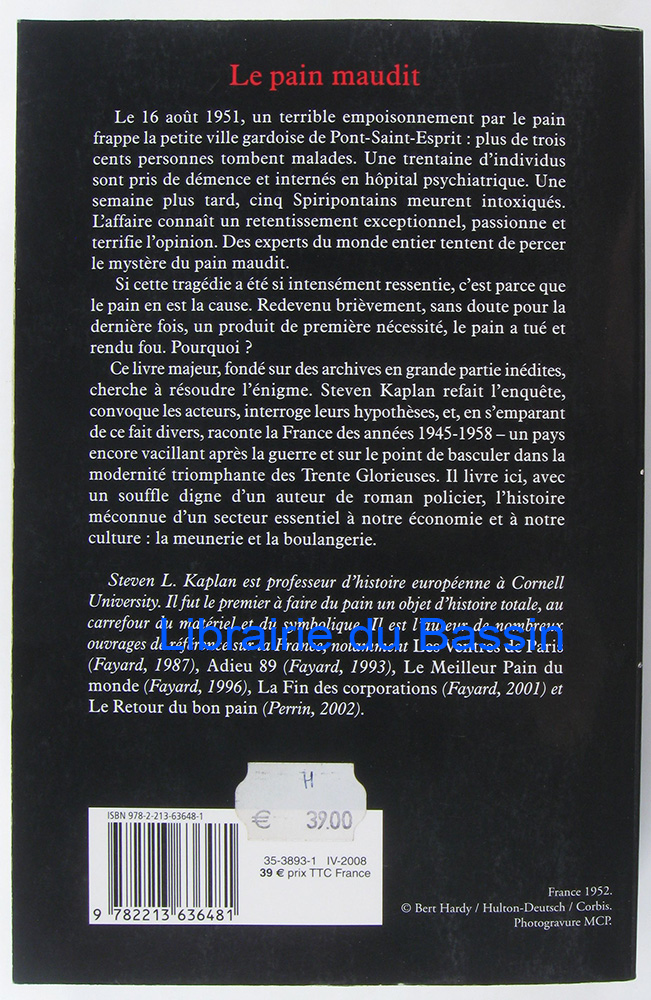 Le pain maudit
Le 16 août 1951, un terrible empoisonnement par le pain
frappe la petite ville gardoise de Pont-Saint-Esprit : plus de trois
cents personnes tombent malades. Une trentaine d'individus
sont pris de démence et internés en hôpital psychiatrique. Une
semaine plus tard, cinq Spiripontains meurent intoxiqués.
L'affaire connaît un retentissement exceptionnel, passionne et
terrifie l'opinion. Des experts du monde entier tentent de percer
le mystère du pain maudit.
Si cette tragédie a été si intensément ressentie, c'est parce que
le pain en est la cause. Redevenu brièvement, sans doute pour la
dernière fois, un produit de première nécessité, le pain a tué et
rendu fou. Pourquoi ?
Ce livre majeur, fondé sur des archives en grande partie inédites,
cherche à résoudre l'énigme. Steven Kaplan refait l'enquête,
convoque les acteurs, interroge leurs hypothèses, et, en s'emparant
de ce fait divers, raconte la France des années 1945-1958 – un pays
encore vacillant après la guerre et sur le point de basculer dans la
modernité triomphante des Trente Glorieuses. Il livre ici, avec
un souffle digne d'un auteur de roman policier, l'histoire
méconnue d'un secteur essentiel à notre économie et à notre
culture : la meunerie et la boulangerie.
Steven L. Kaplan est professeur d'histoire européenne à Cornell
University. Il fut le premier à faire du pain un objet d'histoire totale, au
carrefour du matériel et du symbolique. Il est l'auteur de nombreux
ouvrages de référence sur la France, notamment Les Ventres de Paris
Librairie du Bassin
(Fayard, 1987), Adieu 89 (Fayard, 1993), Le Meilleur Pain du
monde (Fayard, 1996), La Fin des corporations (Fayard, 2001) et
Le Retour du bon pain (Perrin, 2002).
H
€ 39.00
ISBN 978-2-213-63648-1
35-3893-1 IV-2008
39 € prix TTC France
9 782213 636481
France 1952.
© Bert Hardy / Hulton-Deutsch / Corbis.
Photogravure MCP.